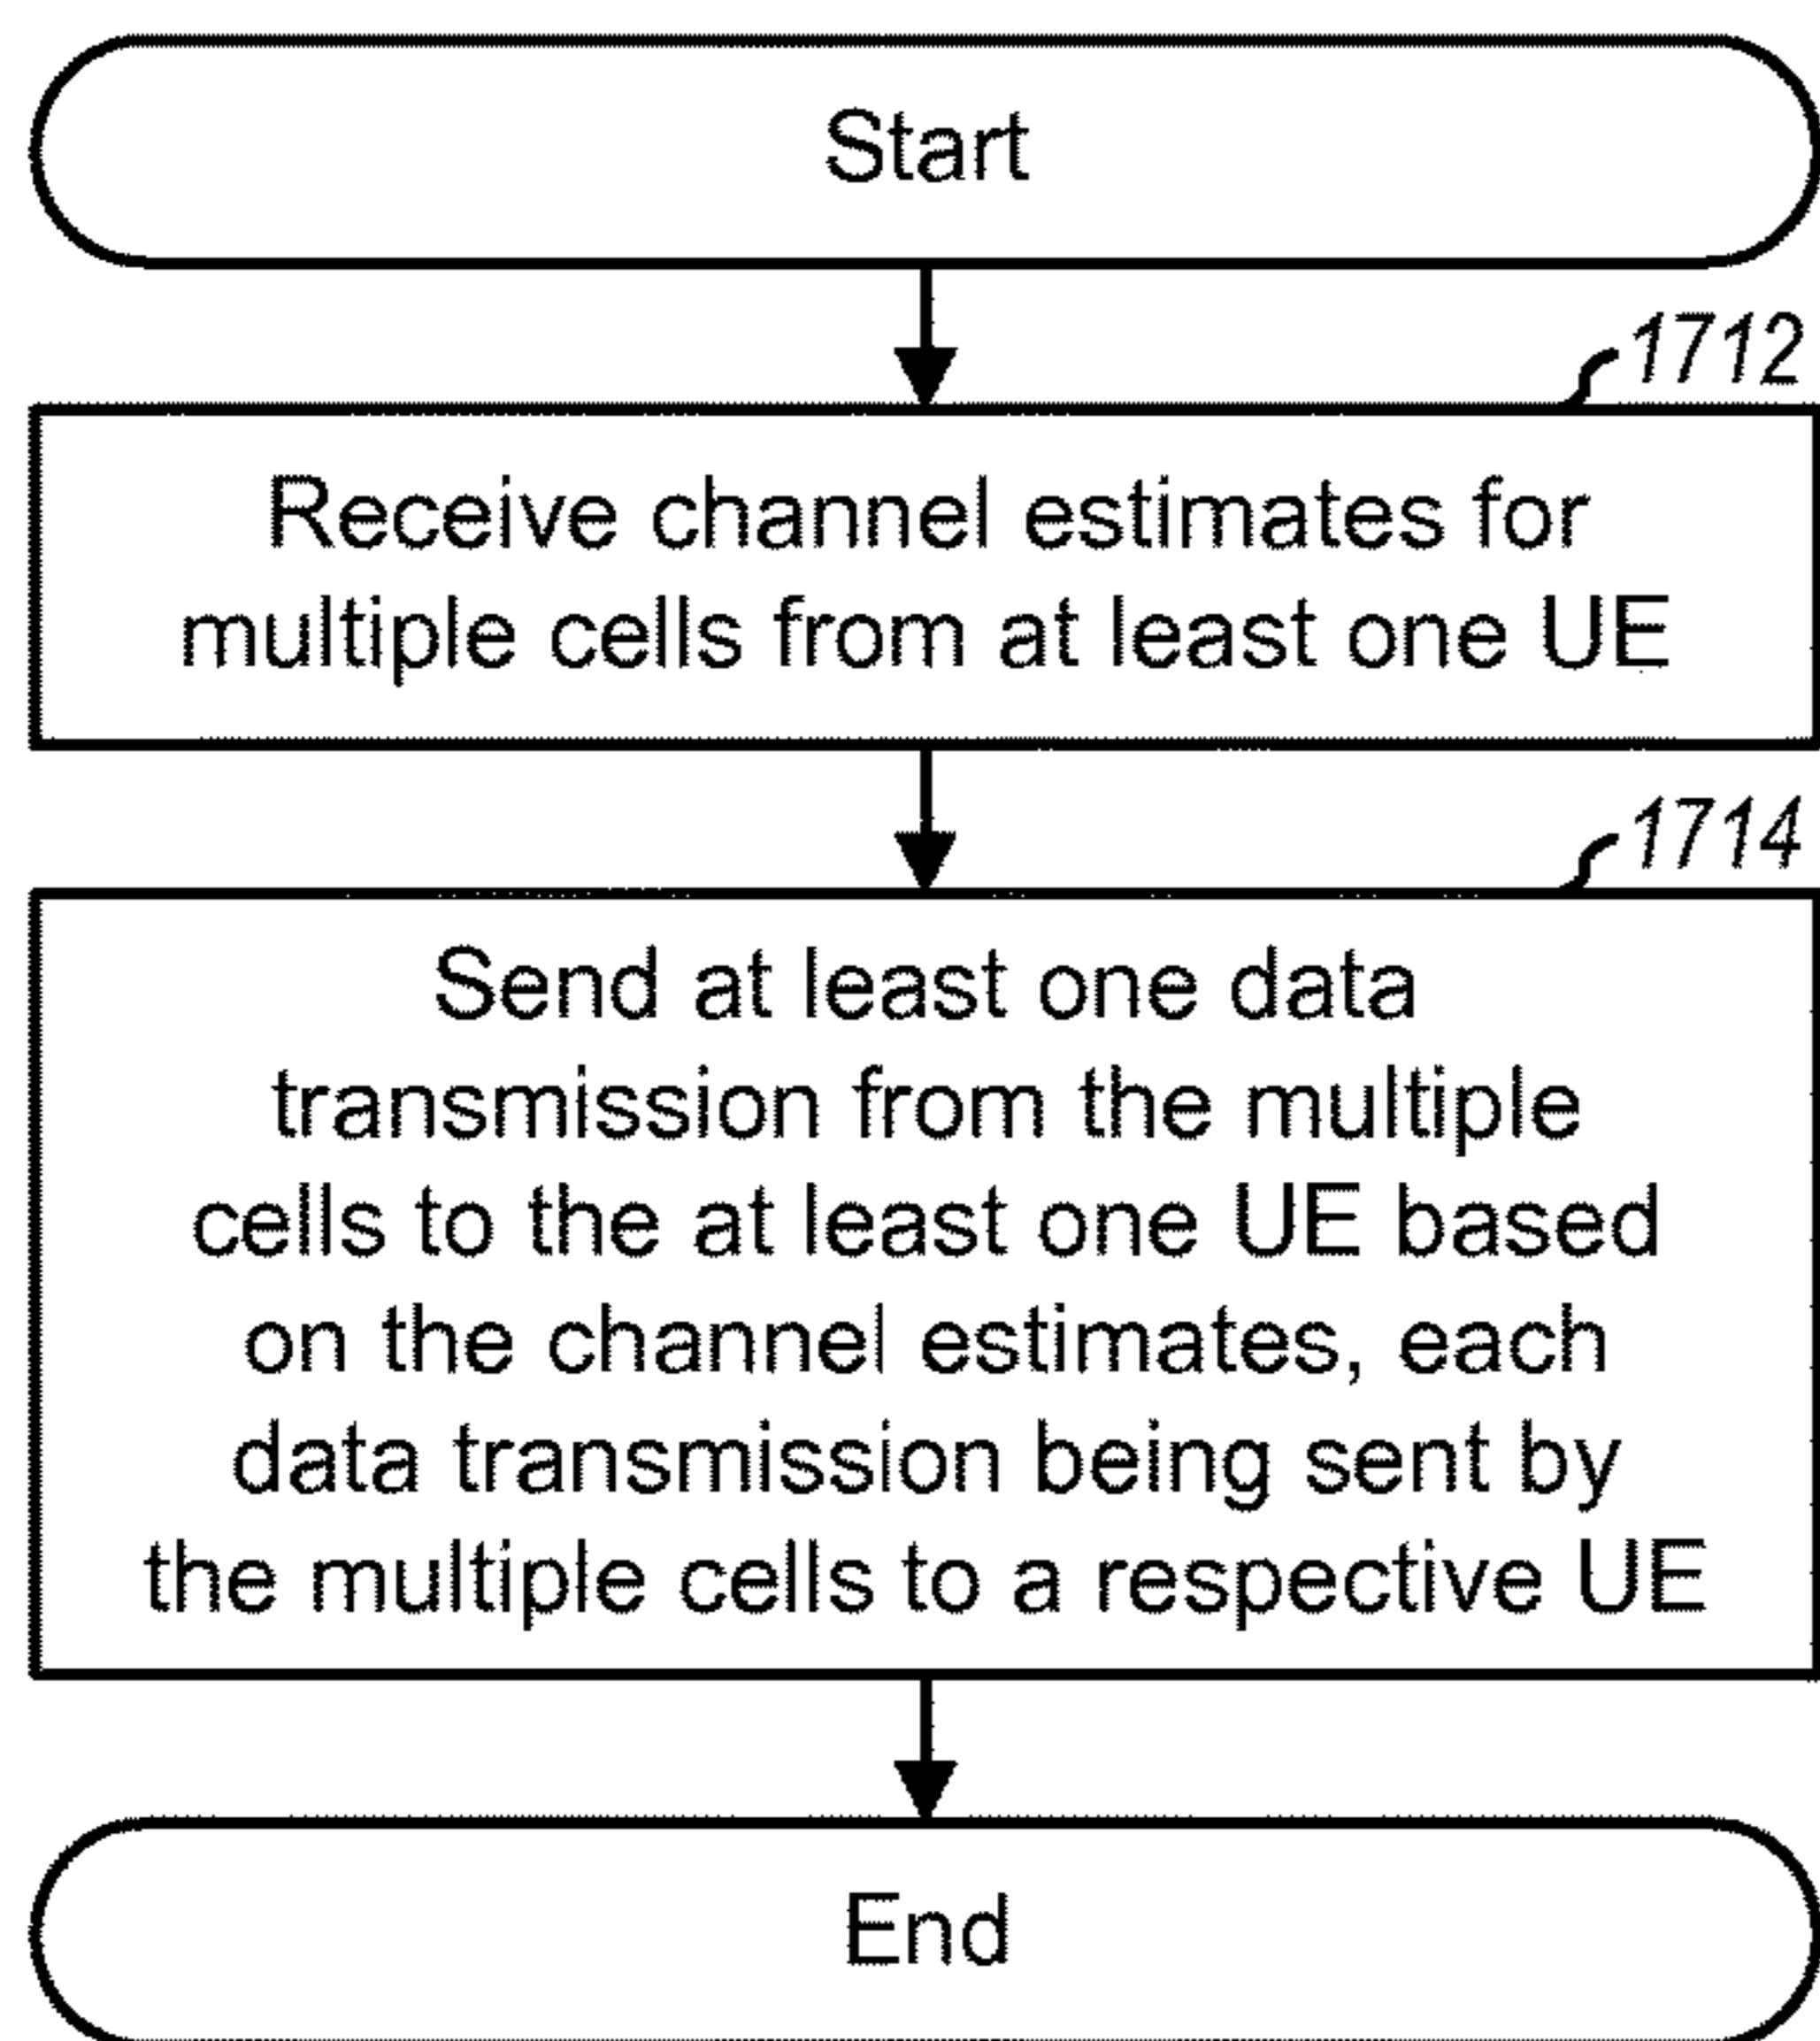 Start
1712
Receive channel estimates for
multiple cells from at least one UE
1714
Send at least one data
transmission from the multiple
cells to the at least one UE based
on the channel estimates, each
data transmission being sent by
the multiple cells to a respective UE
End